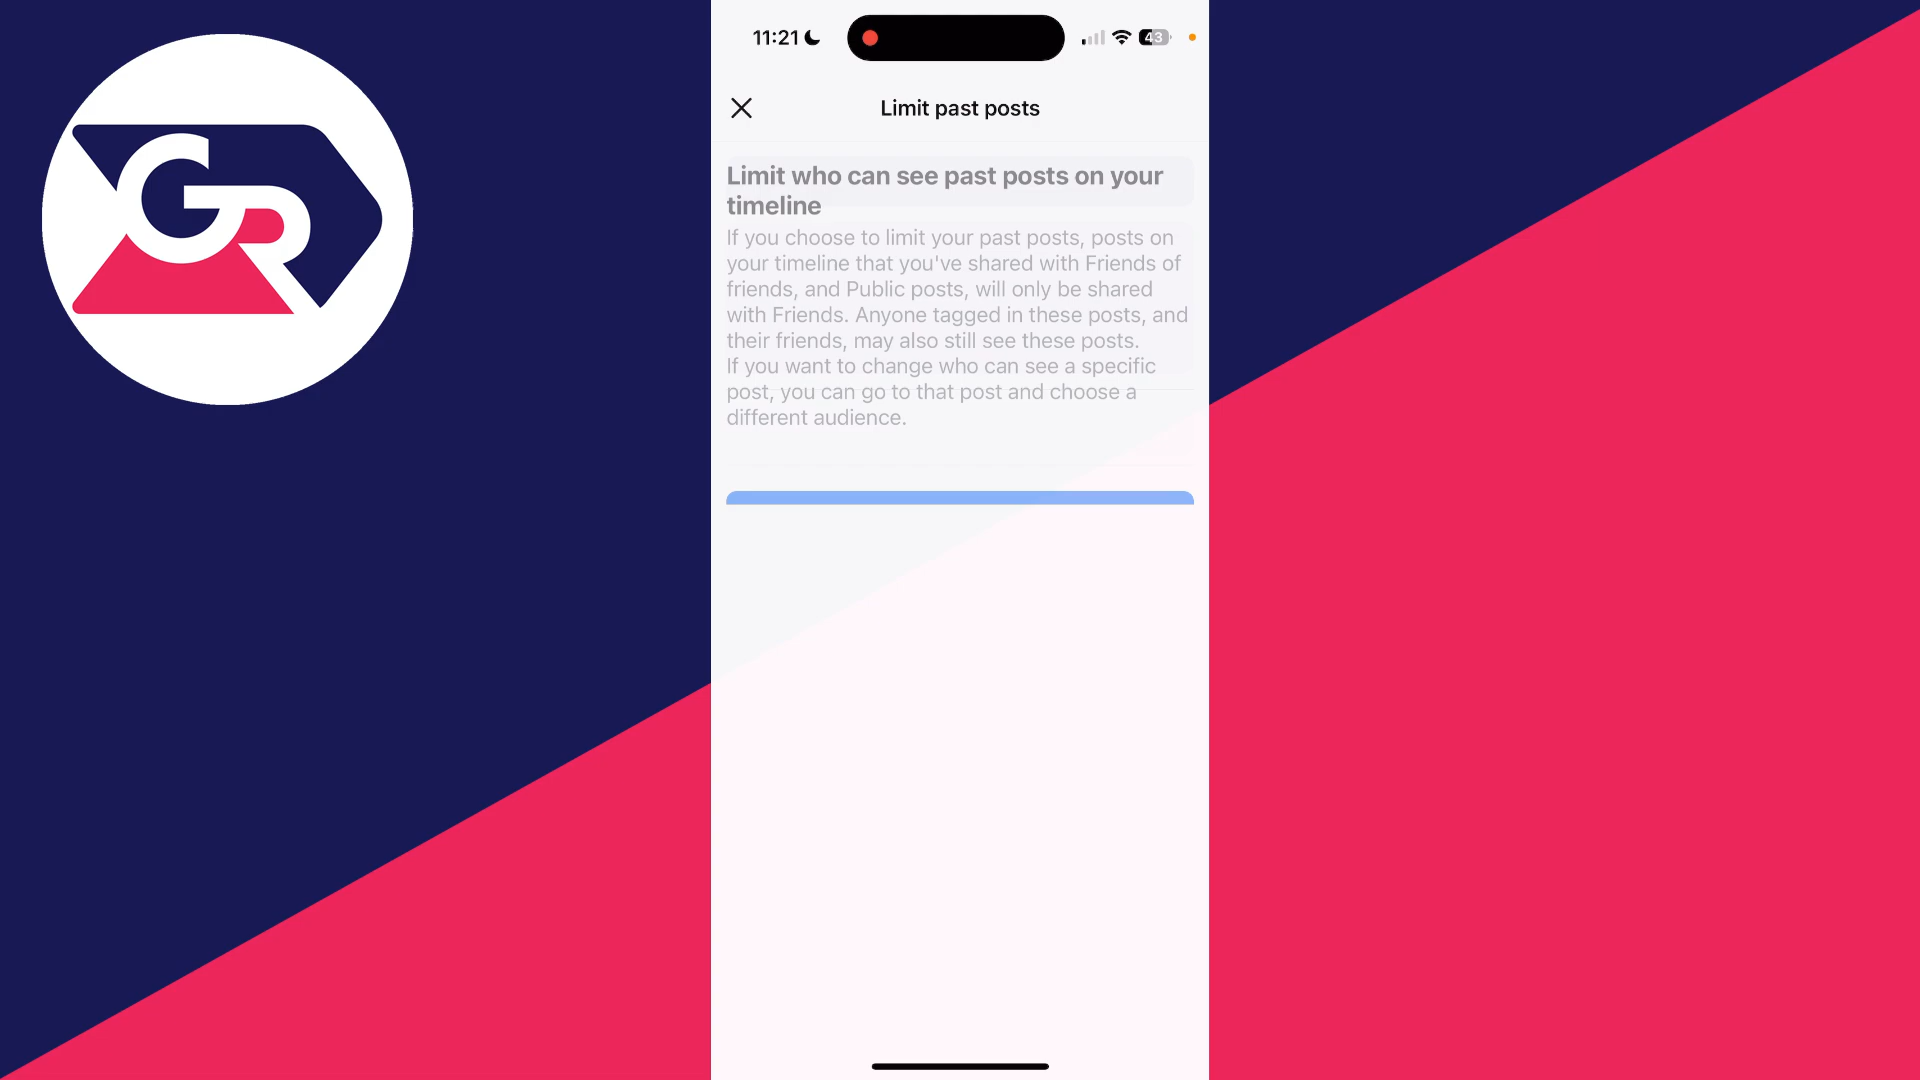 GR
11:21
43
Limit past posts
Limit who can see past posts on your
timeline
If you choose to limit your past posts, posts on
your timeline that you've shared with Friends of
friends, and Public posts, will only be shared
with Friends. Anyone tagged in these posts, and
their friends, may also still see these posts.
If you want to change who can see a specific
post, you can go to that post and choose a
different audience.